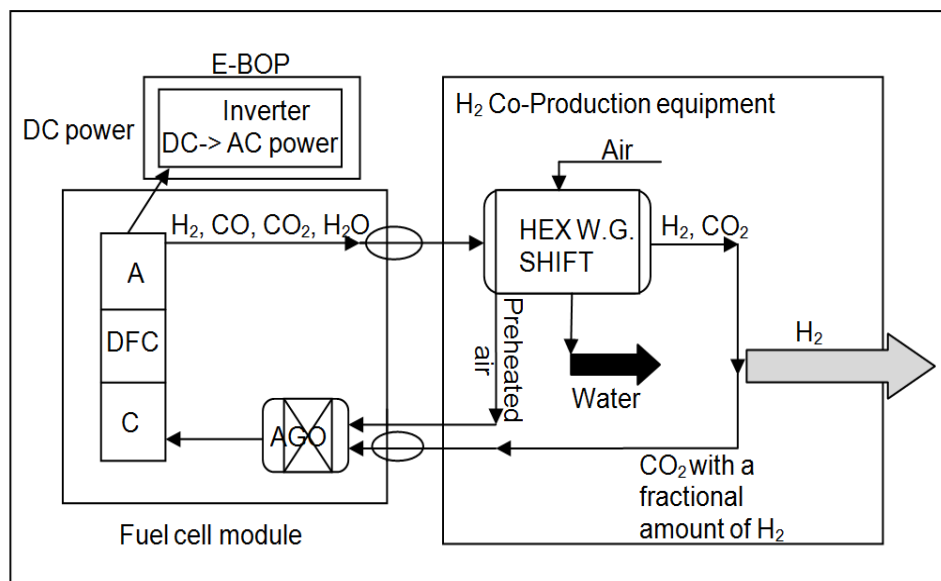 E-BOP
Inverter
DC-> AC power
DC power
H₂ Co-Production equipment
Air
H₂, CO, CO₂, H₂O
HEX W.G.
SHIFT
H₂, CO₂
A
DFC
C
Preheated
air
H₂
Water
AGO
CO₂ with a
fractional
amount of H₂
Fuel cell module